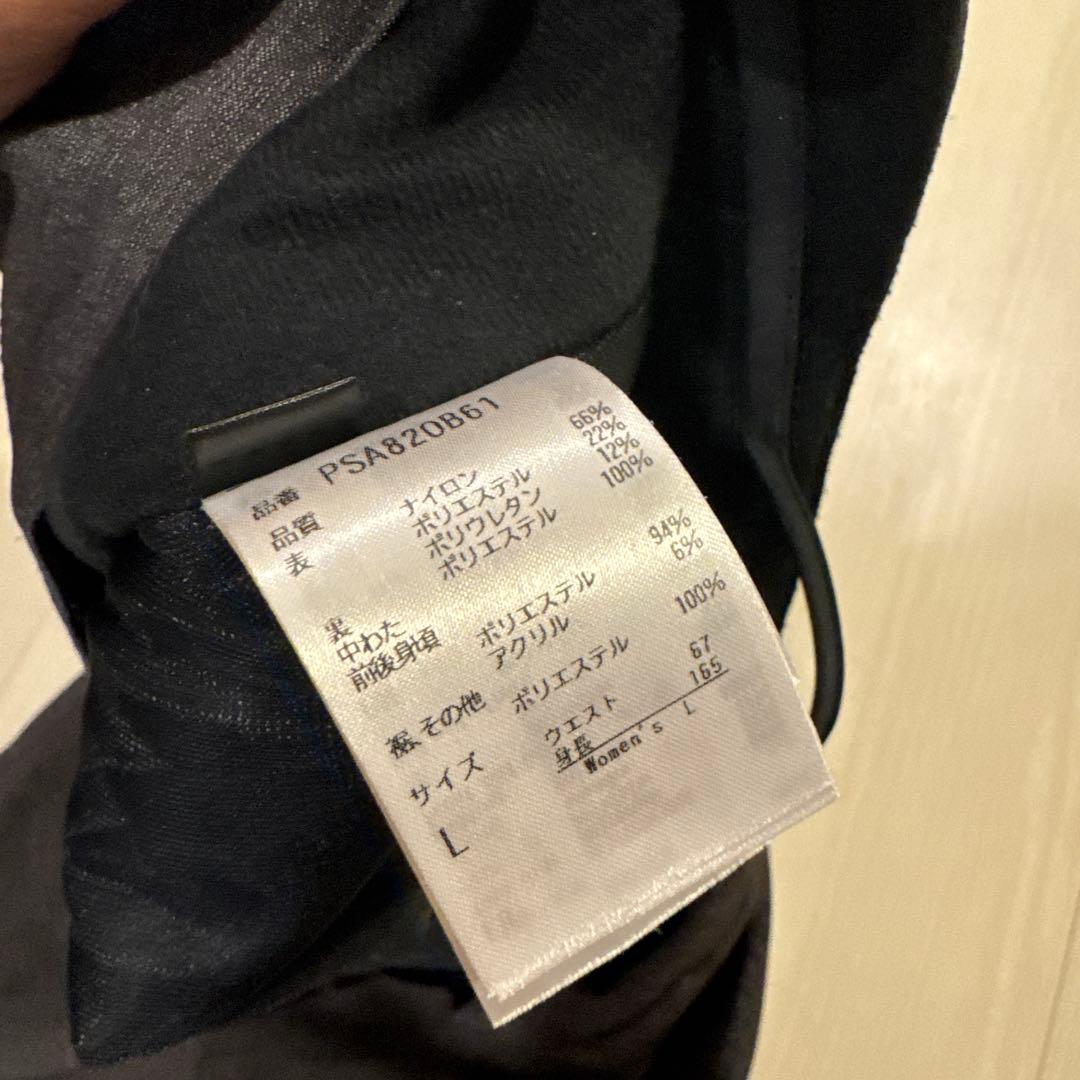 品番 PSA820B61
品質
表 ナイロン 66%
ポリエステル 22%
ポリウレタン 12%
裏 ポリエステル 100%
中わた
前後身頃 ポリエステル 94%
アクリル 6%
裾、その他 ポリエステル 100%
サイズ ウエスト 67
身長 165
L Women's L